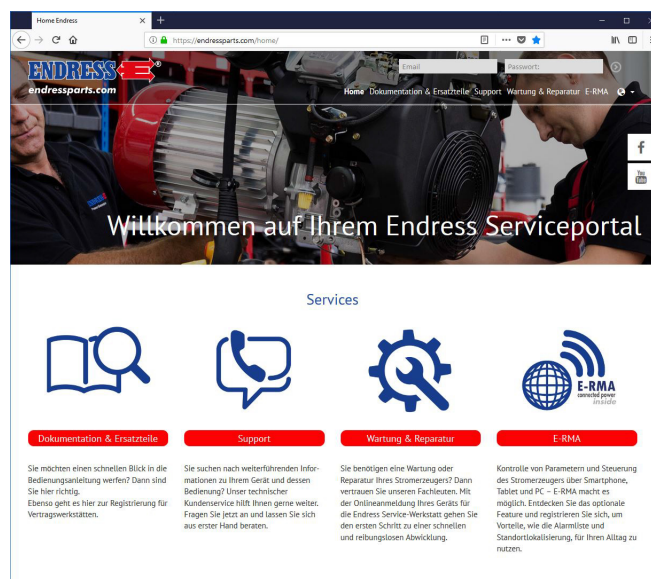 Home Endress
https://endressparts.com/home/
ENDRESS®
endressparts.com
Email
Passwort:
Home Dokumentation & Ersatzteile Support Wartung & Reparatur E-RMA
You
Tube
Willkommen auf Ihrem Endress Serviceportal
Services
E-RMA
connected power
inside
Dokumentation & Ersatzteile
Sie möchten einen schnellen Blick in die
Bedienungsanleitung werfen? Dann sind
Sie hier richtig.
Ebenso geht es hier zur Registrierung für
Vertragswerkstätten.
Support
Sie suchen nach weiterführenden Infor-
mationen zu Ihrem Gerät und dessen
Bedienung? Unser technischer
Kundenservice hilft Ihnen gerne weiter.
Fragen Sie jetzt an und lassen Sie sich
aus erster Hand beraten.
Wartung & Reparatur
Sie benötigen eine Wartung oder
Reparatur Ihres Stromerzeugers? Dann
vertrauen Sie unseren Fachleuten. Mit
der Onlineanmeldung Ihres Geräts für
die Endress Service-Werkstatt gehen Sie
den ersten Schritt zu einer schnellen
und reibungslosen Abwicklung.
E-RMA
Kontrolle von Parametern und Steuerung
des Stromerzeugers über Smartphone,
Tablet und PC – E-RMA macht es
möglich. Entdecken Sie das optionale
Feature und registrieren Sie sich, um
Vorteile, wie die Alarmliste und
Standortlokalisierung, für Ihren Alltag zu
nutzen.